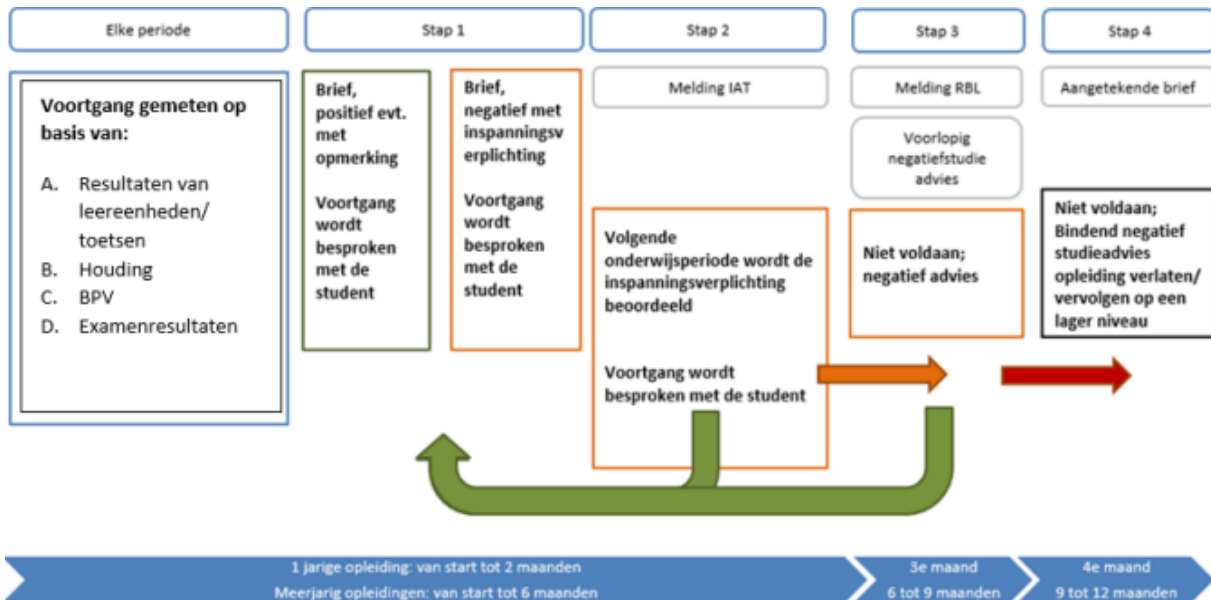 Elke periode
Stap 1
Stap 2
Stap 3
Stap 4
Voortgang gemeten op
basis van:
A. Resultaten van
leereenheden/
toetsen
B. Houding
C. BPV
D. Examenresultaten
Brief,
positief evt.
met
opmerking
Voortgang
wordt
besproken
met de
student
Brief,
negatief met
inspanningsv
erplichting
Voortgang
wordt
besproken
met de
student
Melding IAT
Volgende
onderwijsperiode wordt de
inspanningsverplichting
beoordeeld
Voortgang wordt
besproken met de student
Melding RBL
Voorlopig
negatiefstudie
advies
Niet voldaan;
negatief advies
Aangetekende brief
Niet voldaan;
Bindend negatief
studieadvies
opleiding verlaten/
vervolgen op een
lager niveau
1 jarige opleiding: van start tot 2 maanden
Meerjarig opleidingen: van start tot 6 maanden
3e maand
6 tot 9 maanden
4e maand
9 tot 12 maanden